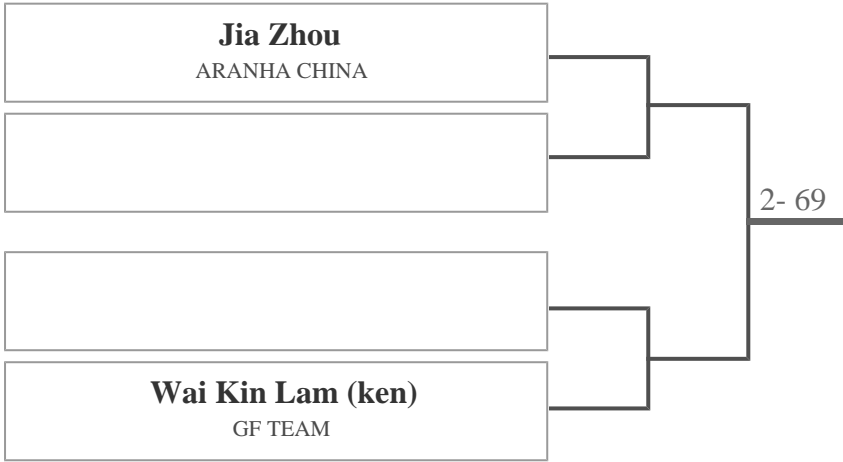 Jia Zhou
ARANHA CHINA
2- 69
Wai Kin Lam (ken)
GF TEAM